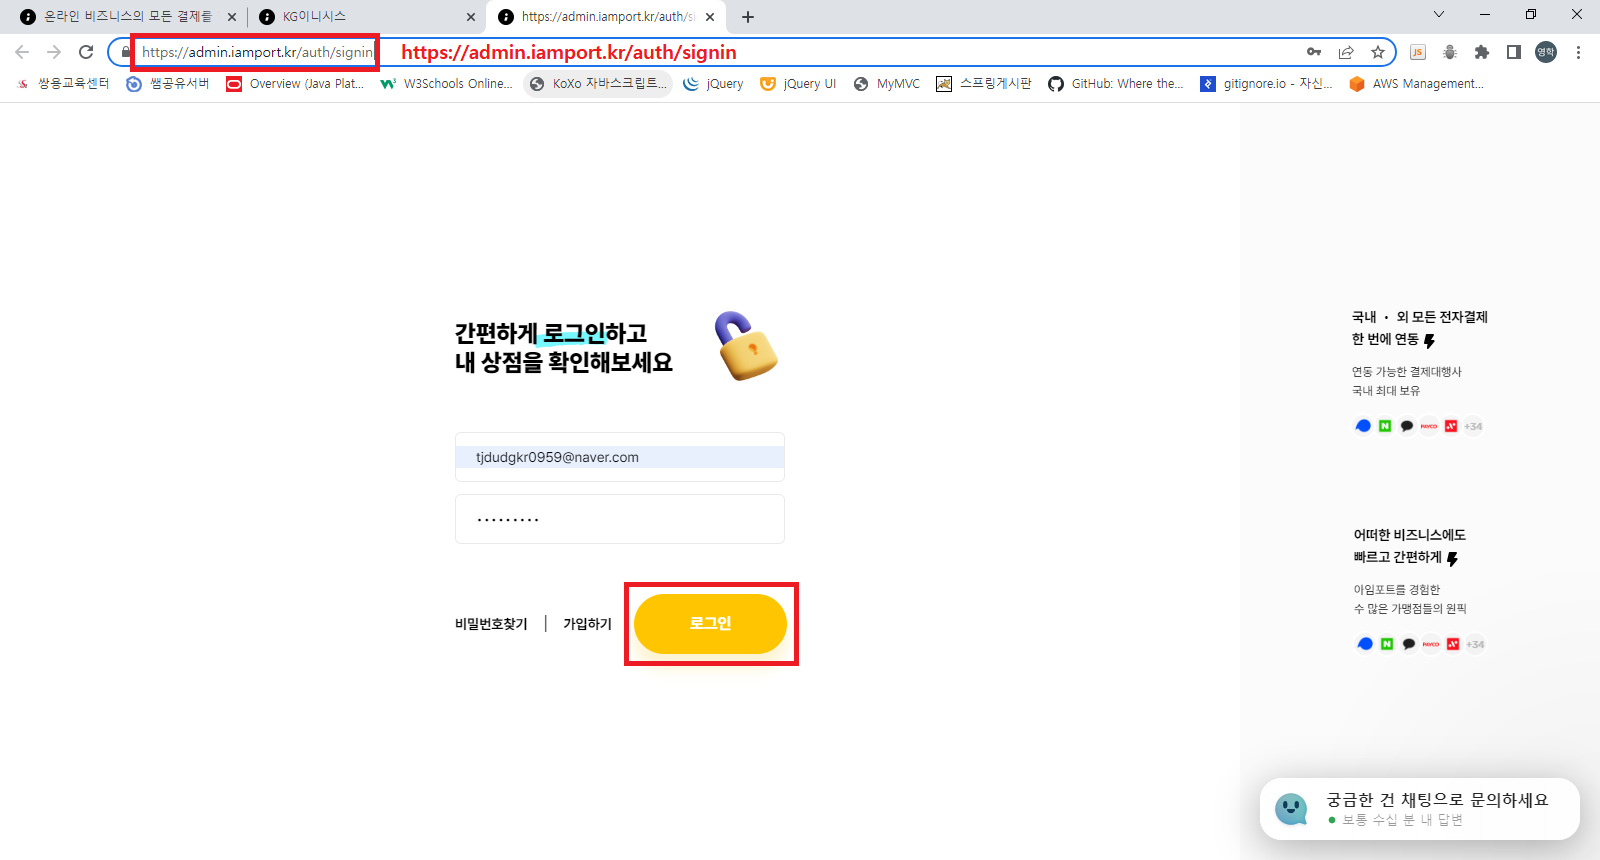 온라인 비즈니스의 모든 결제를
KG이니시스
https://admin.iamport.kr/auth/si
https://admin.iamport.kr/auth/signin
https://admin.iamport.kr/auth/signin
JS
영학
쌍용교육센터
쌤공유서버
Overview (Java Plat...
W3Schools Online...
KoXo 자바스크립트...
jQuery
jQuery UI
MyMVC
스프링게시판
GitHub: Where the...
gitignore.io - 자신...
AWS Management...
간편하게 로그인하고
내 상점을 확인해보세요
tjdudgkr0959@naver.com
비밀번호찾기
가입하기
로그인
국내 · 외 모든 전자결제
한 번에 연동
연동 가능한 결제대행사
국내 최대 보유
N
PAYCO
+34
어떠한 비즈니스에도
빠르고 간편하게
아임포트를 경험한
수 많은 가맹점들의 원픽
N
PAYCO
+34
궁금한 건 채팅으로 문의하세요
보통 수십 분 내 답변